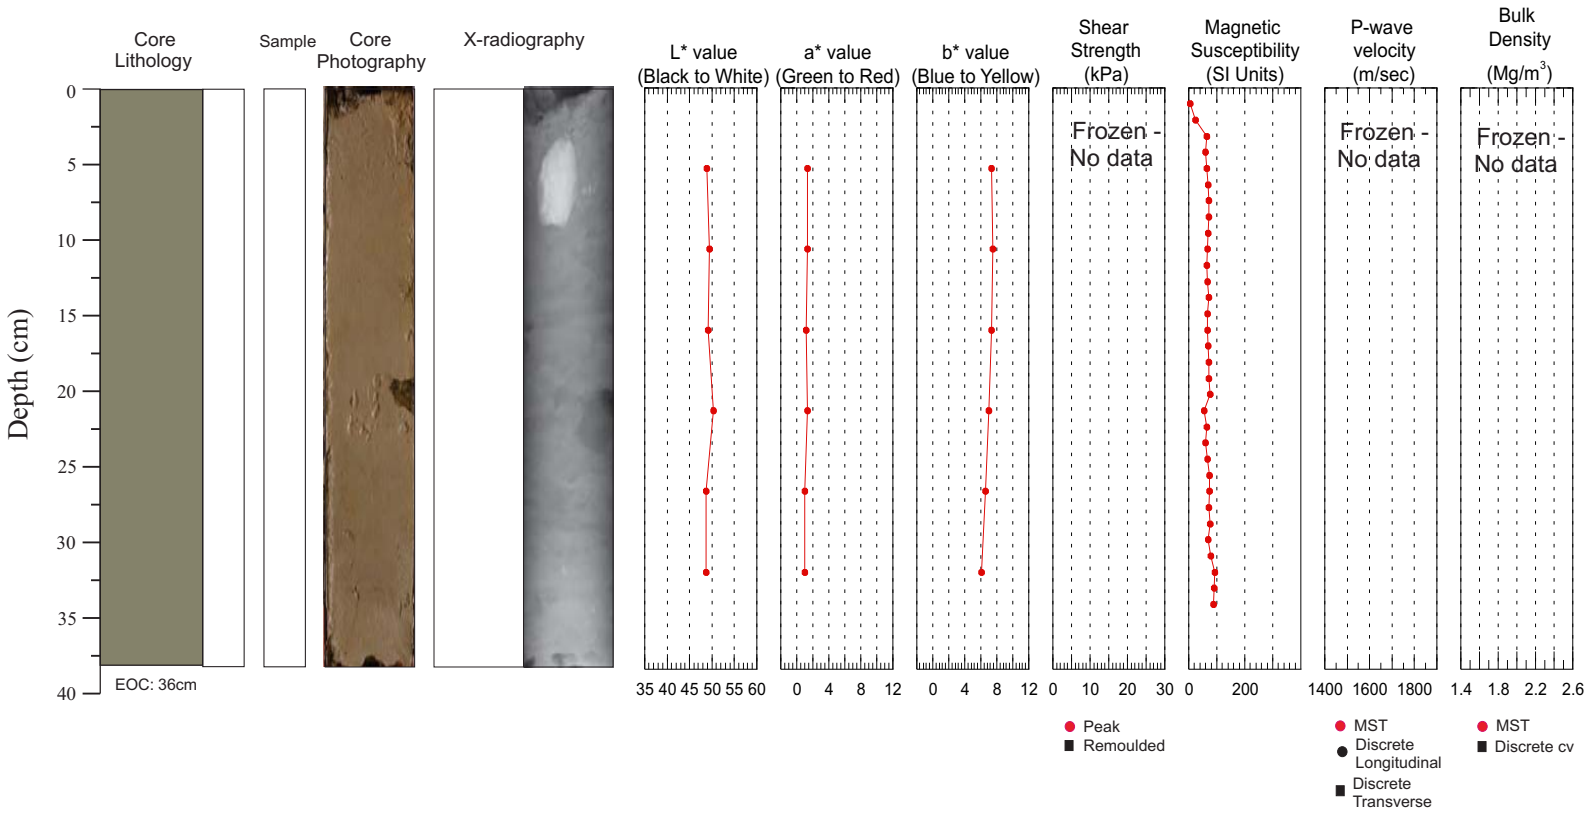 Core
Lithology
Sample
Core
Photography
X-radiography
L* value
(Black to White)
a* value
(Green to Red)
b* value
(Blue to Yellow)
Shear
Strength
(kPa)
Magnetic
Susceptibility
(SI Units)
P-wave
velocity
(m/sec)
Bulk
Density
(Mg/m³)
Depth (cm)
0
5
10
15
20
25
30
35
40
Frozen -
No data
Frozen -
No data
Frozen -
No data
EOC: 36cm
35 40 45 50 55 60
0 4 8 12
0 4 8 12
0 10 20 30
0 200
1400 1600 1800
1.4 1.8 2.2 2.6
Peak
Remoulded
MST
Discrete
Longitudinal
Discrete
Transverse
MST
Discrete cv